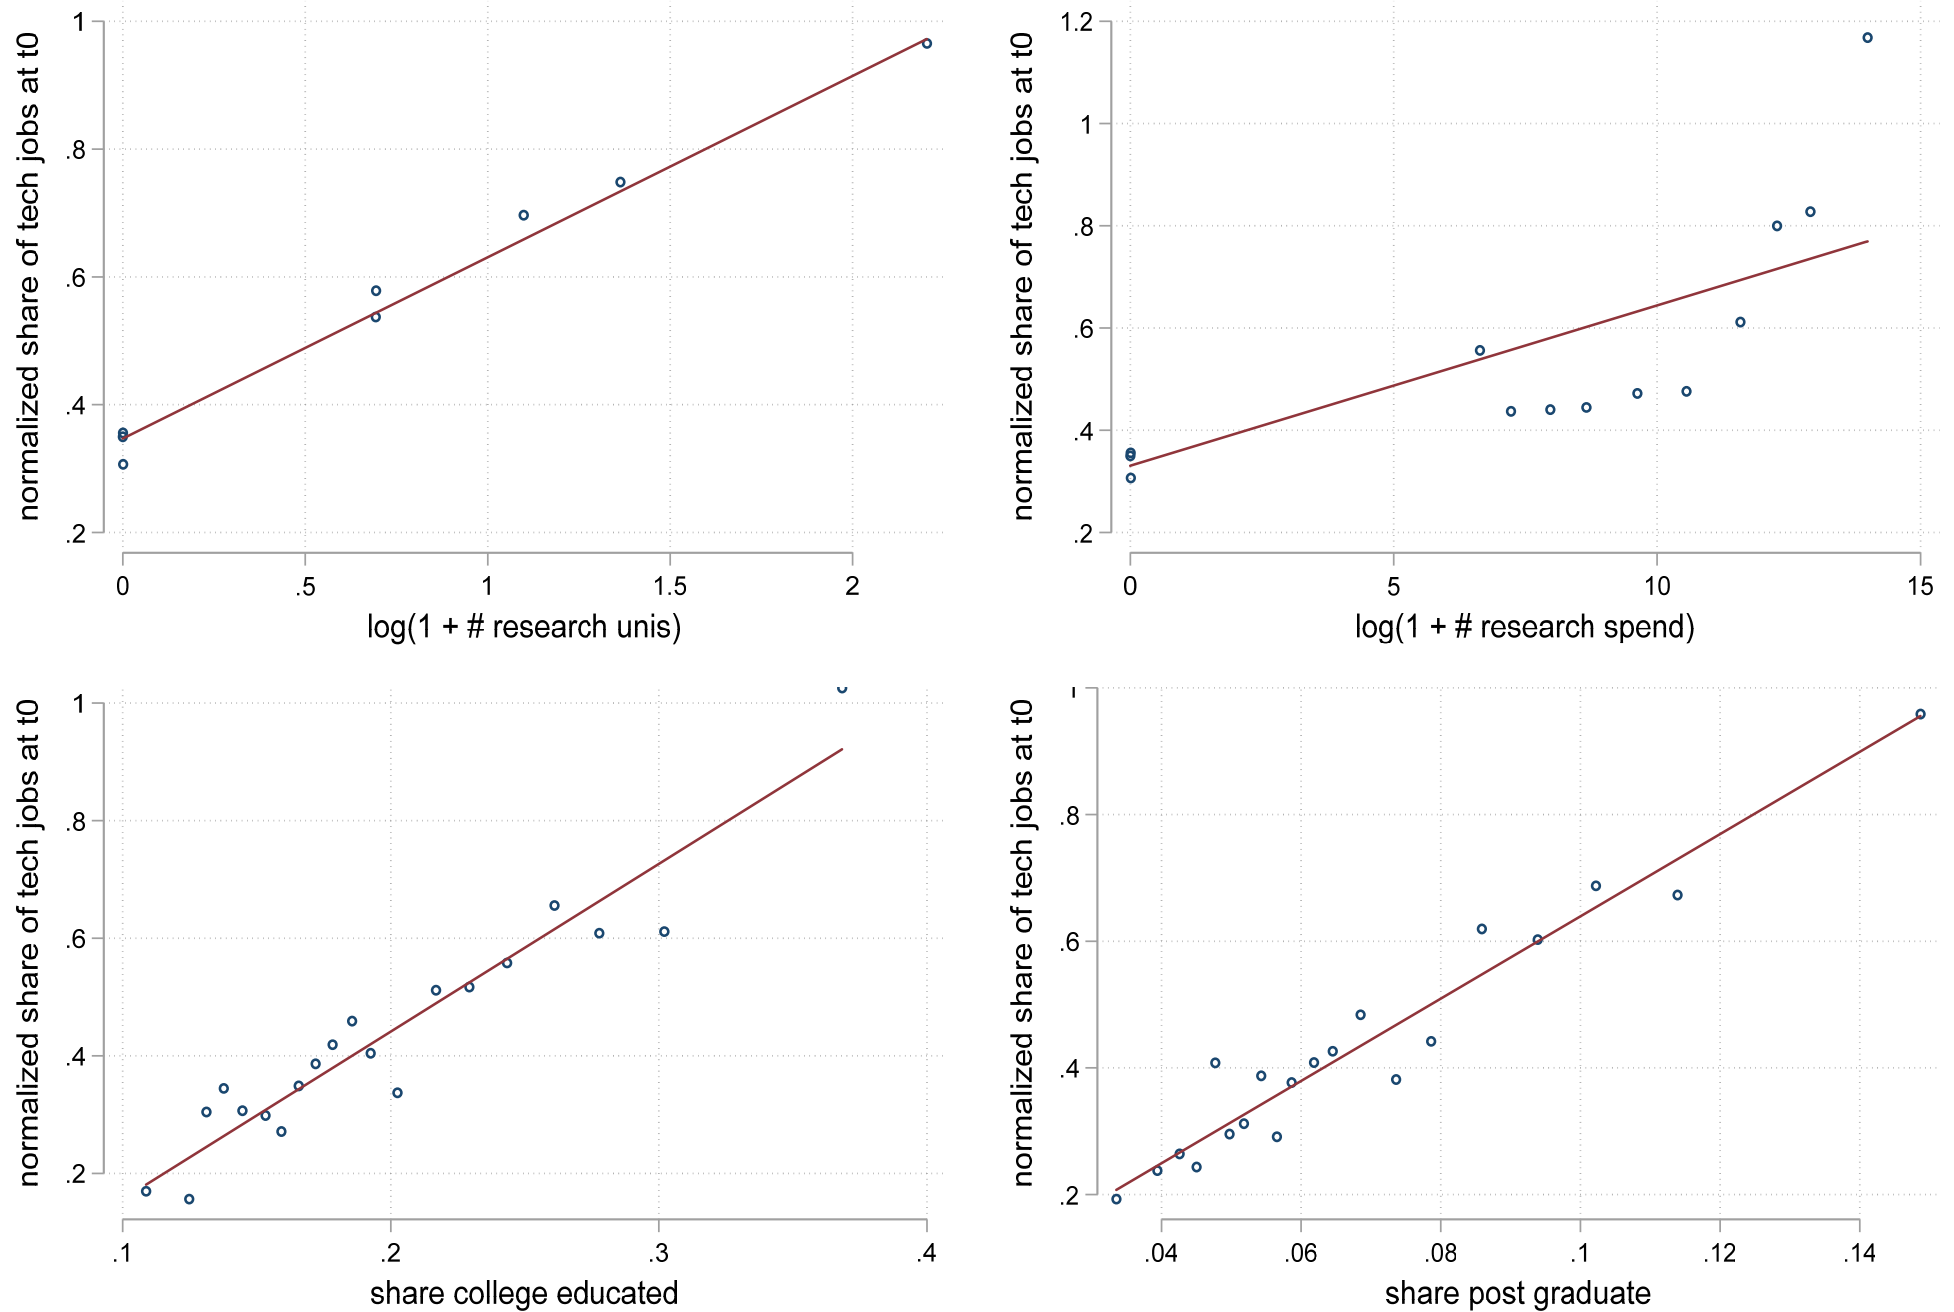 normalized share of tech jobs at t0
1
.8
.6
.4
.2
0 .5 1 1.5 2
log(1 + # research unis)
normalized share of tech jobs at t0
1.2
1
.8
.6
.4
.2
0 5 10 15
log(1 + # research spend)
normalized share of tech jobs at t0
1
.8
.6
.4
.2
.1 .2 .3 .4
share college educated
normalized share of tech jobs at t0
1
.8
.6
.4
.2
.04 .06 .08 .1 .12 .14
share post graduate